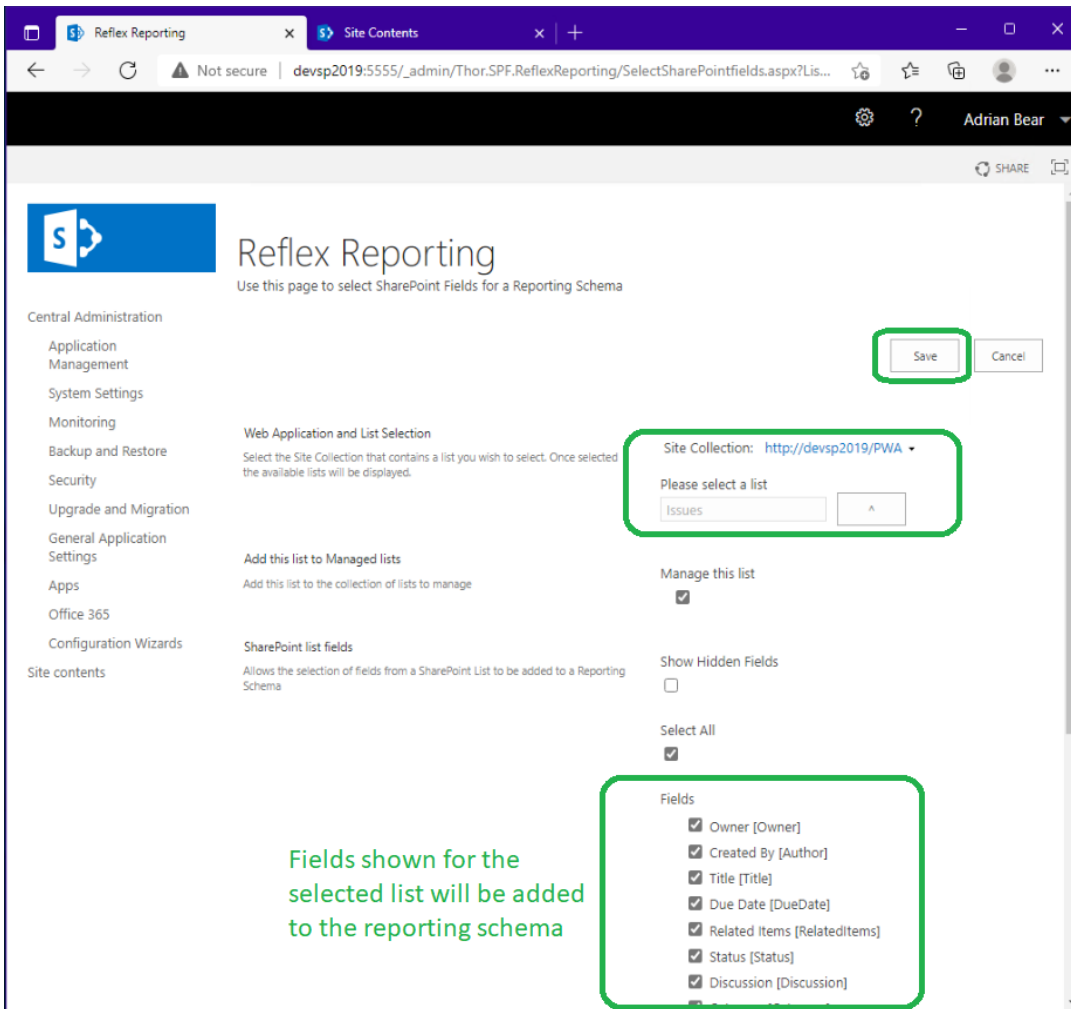 Reflex Reporting
Site Contents
Not secure | devsp2019:5555/_admin/Thor.SPF.ReflexReporting/SelectSharePointfields.aspx?Lis...
? Adrian Bear
SHARE
S
Reflex Reporting
Use this page to select SharePoint Fields for a Reporting Schema
Central Administration
Application
Management
System Settings
Monitoring
Backup and Restore
Security
Upgrade and Migration
General Application
Settings
Apps
Office 365
Configuration Wizards
Site contents
Save
Cancel
Web Application and List Selection
Select the Site Collection that contains a list you wish to select. Once selected
the available lists will be displayed.
Site Collection: http://devsp2019/PWA
Please select a list
Issues
^
Add this list to Managed lists
Add this list to the collection of lists to manage
Manage this list
SharePoint list fields
Allows the selection of fields from a SharePoint List to be added to a Reporting
Schema
Show Hidden Fields
Select All
Fields
Owner [Owner]
Created By [Author]
Title [Title]
Due Date [DueDate]
Related Items [RelatedItems]
Status [Status]
Discussion [Discussion]
Fields shown for the
selected list will be added
to the reporting schema